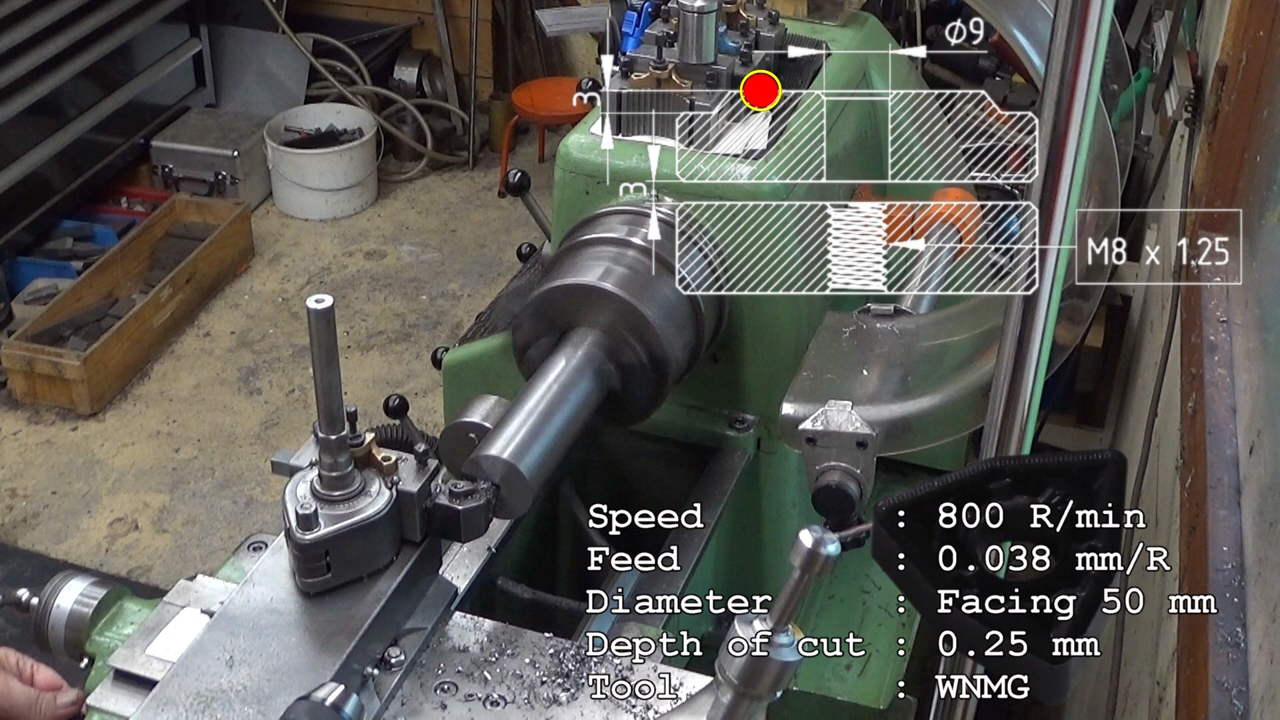 Ø9
3
3
M8 x 1.25
Speed : 800 R/min
Feed : 0.038 mm/R
Diameter : Facing 50 mm
Depth of cut : 0.25 mm
Tool : WNMG